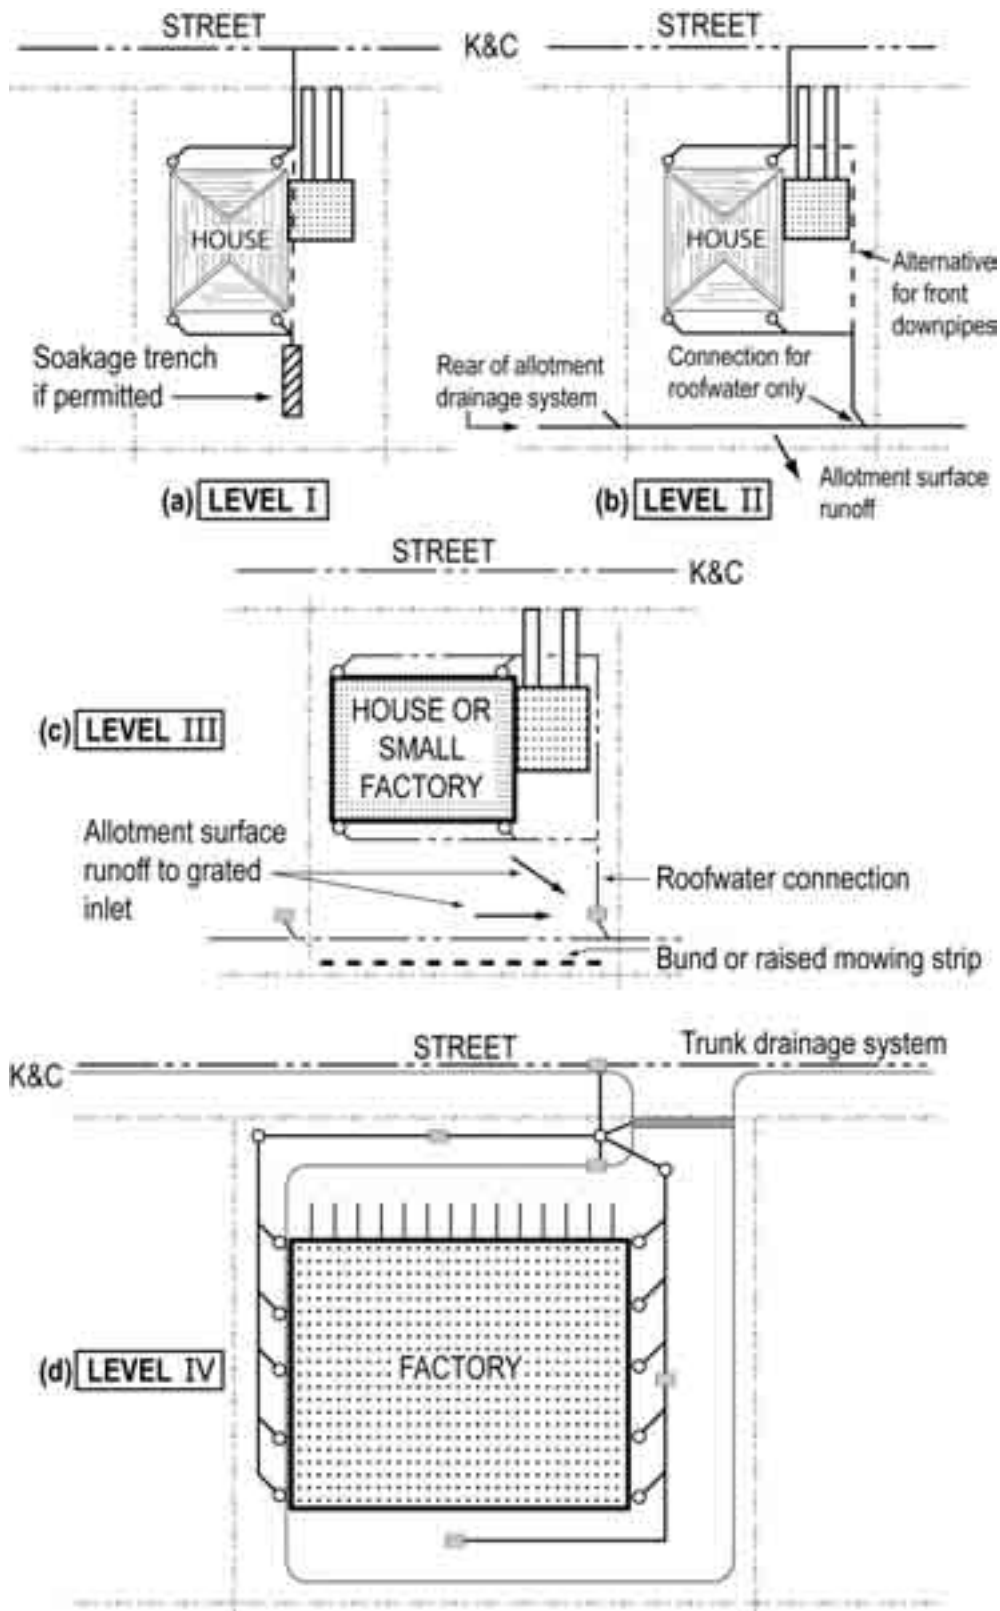 STREET
K&C
HOUSE
Soakage trench
if permitted
(a) LEVEL I
STREET
HOUSE
Alternative
for front
downpipes
Rear of allotment
drainage system
Connection for
roofwater only
Allotment surface
runoff
(b) LEVEL II
STREET
K&C
(c) LEVEL III
HOUSE OR
SMALL
FACTORY
Allotment surface
runoff to grated
inlet
Roofwater connection
Bund or raised mowing strip
STREET
Trunk drainage system
K&C
(d) LEVEL IV
FACTORY